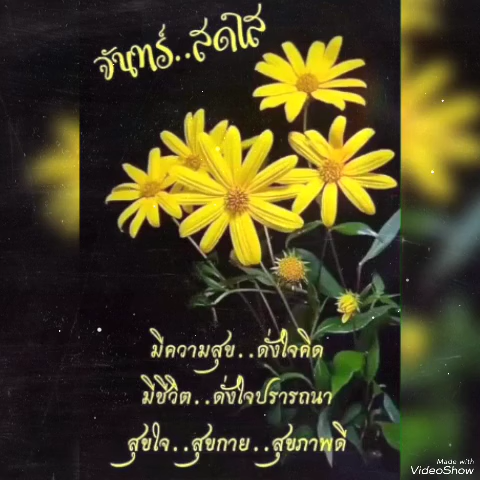 จันทร์..สดใส
มีความสุข..ดั่งใจคิด
มีชีวิต..ดั่งใจปรารถนา
สุขใจ..สุขกาย..สุขภาพดี
Made with
VideoShow